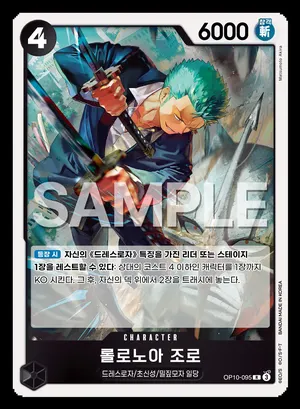 4
6000
참격
斬
SAMPLE
등장 시 자신의 《드레스로자》 특징을 가진 리더 또는 스테이지
1장을 레스트할 수 있다: 상대의 코스트 4 이하인 캐릭터를 1장까지
KO 시킨다. 그 후, 자신의 덱 위에서 2장을 트래시에 놓는다.
CHARACTER
롤로노아 조로
드레스로자/초신성/밀짚모자 일당
OP10-095 R 3
BANDAI MADE IN KOREA